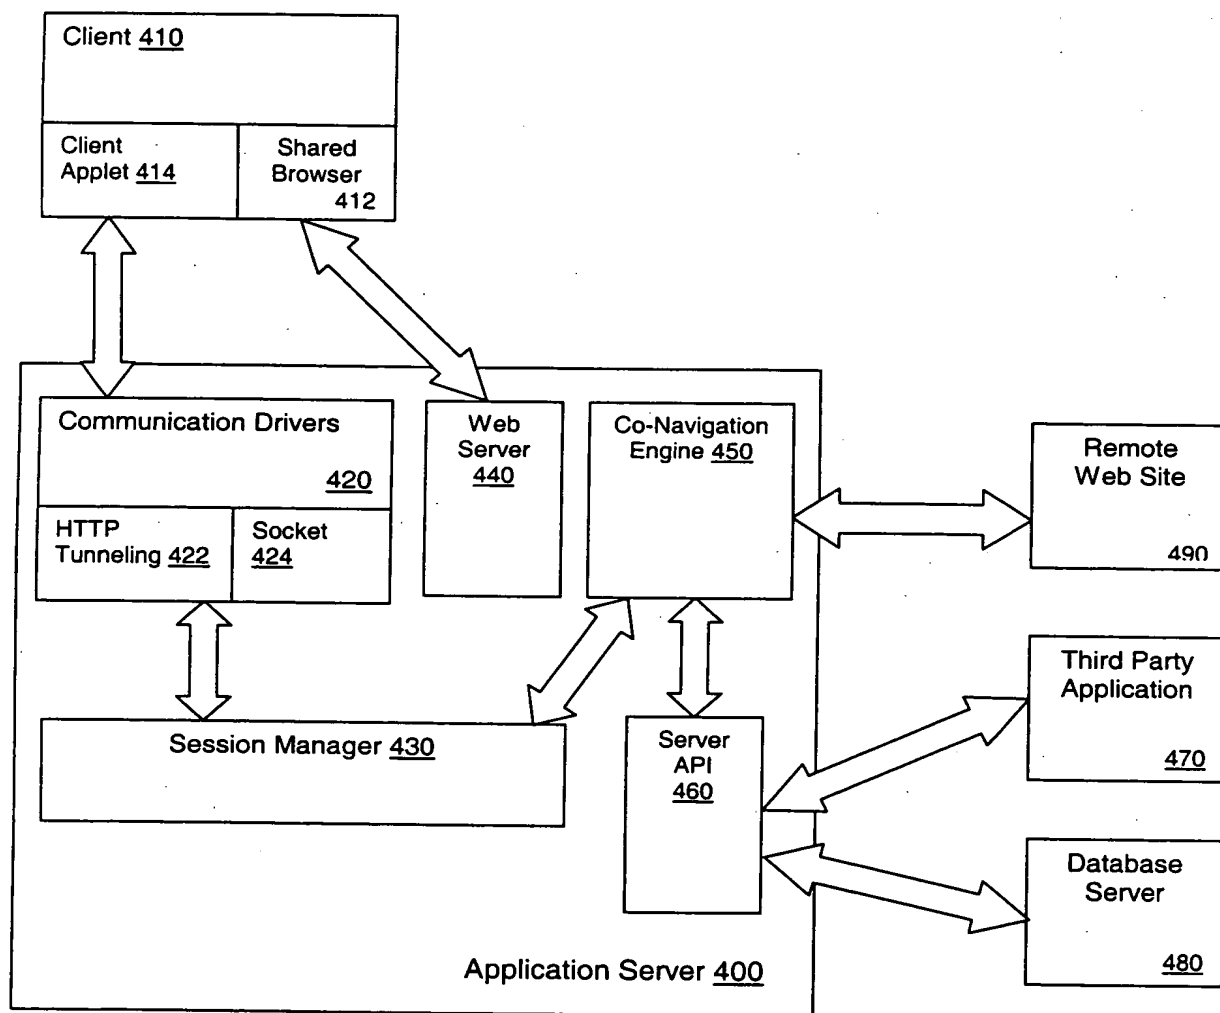 Client 410
Client
Applet 414
Shared
Browser
412
Communication Drivers
420
HTTP
Tunneling 422
Socket
424
Web
Server
440
Co-Navigation
Engine 450
Remote
Web Site
490
Session Manager 430
Server
API
460
Third Party
Application
470
Database
Server
480
Application Server 400